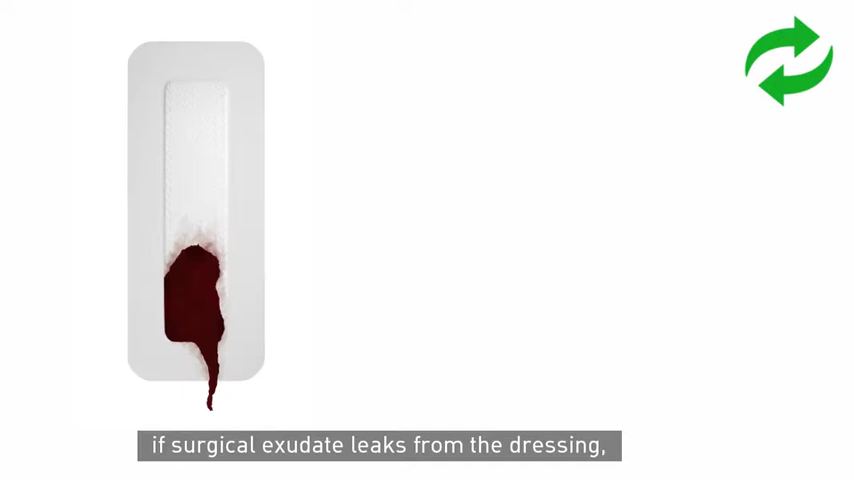 if surgical exudate leaks from the dressing,